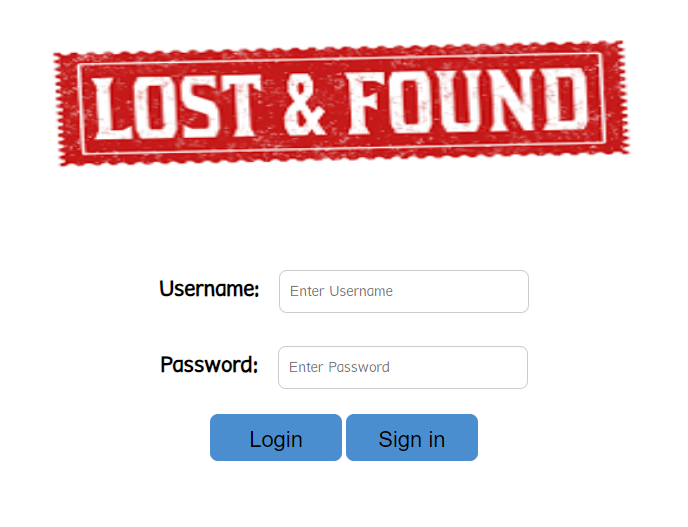 LOST & FOUND
Username: Enter Username
Password: Enter Password
Login Sign in